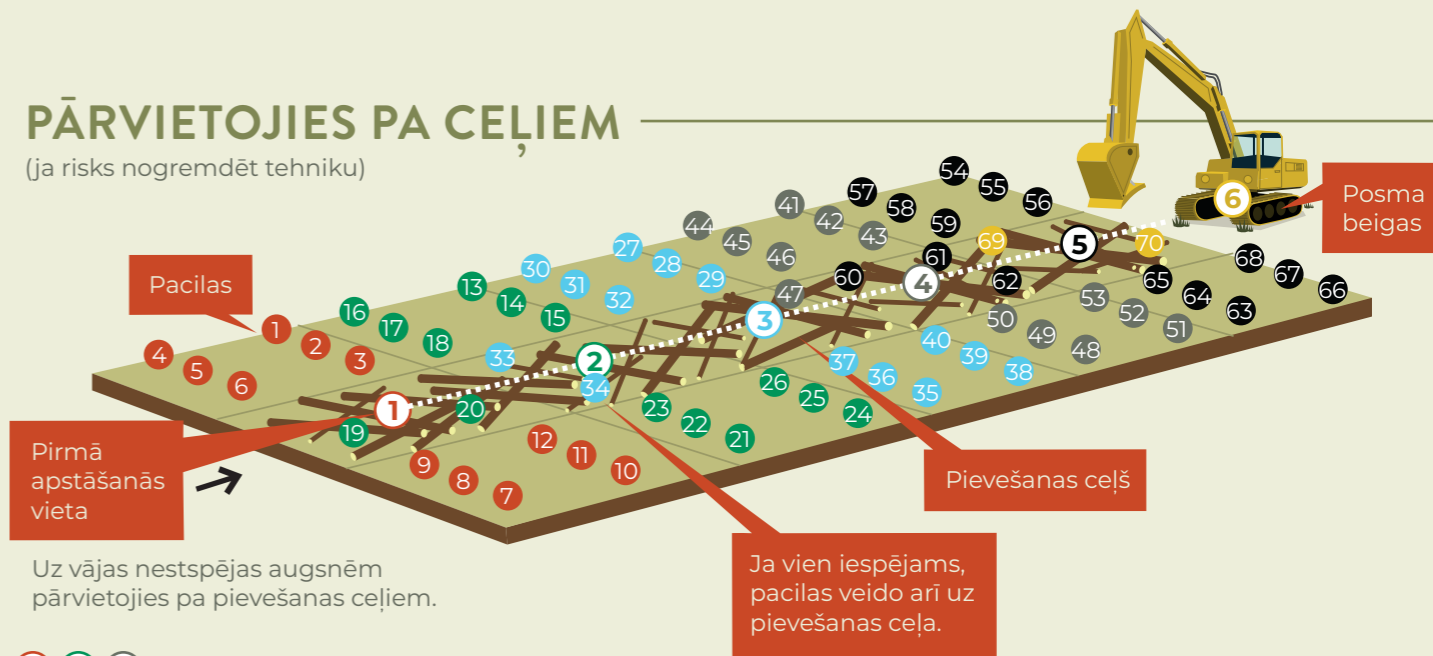 PĀRVIETOJIES PA CEĻIEM
(ja risks nogremdēt tehniku)
Posma
beigas
Pacilas
Pirmā
apstāšanās
vieta
Pievešanas ceļš
Ja vien iespējams,
pacilas veido arī uz
pievešanas ceļa.
Uz vājas nestspējas augsnēm
pārvietojies pa pievešanas ceļiem.
54 55 56
57 58 59
41 42 43
44 45 46
27 28 29
30 31 32
13 14 15
16 17 18
1 2 3
4 5 6
69 70
60 61 62
47
33 34
19 20
1 2 3 4 5 6
68 67 66
65 64 63
53 52 51
50 49 48
40 39 38
37 36 35
26 25 24
23 22 21
12 11 10
9 8 7